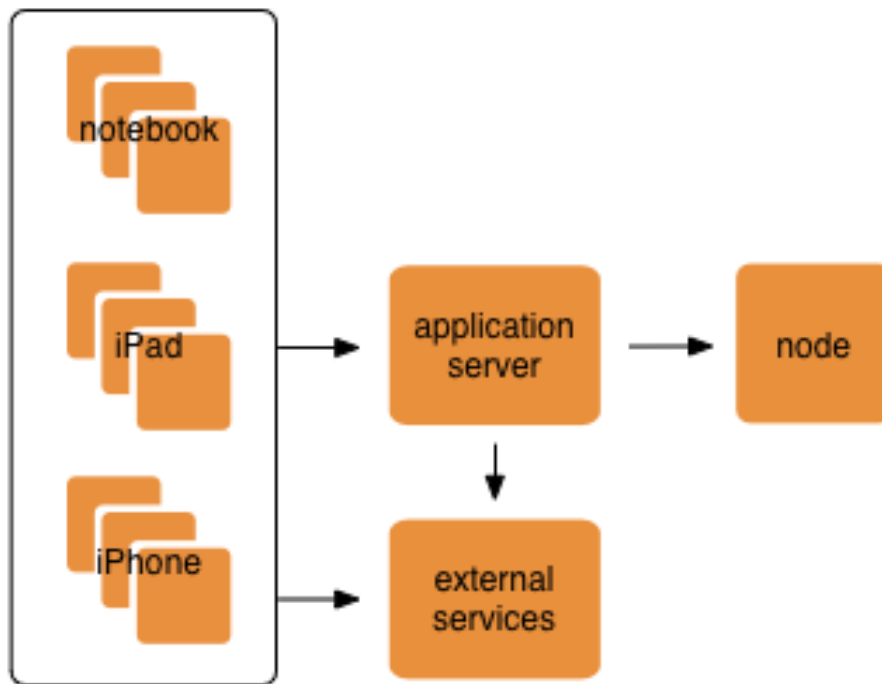 notebook
iPad
iPhone
application
server
node
external
services